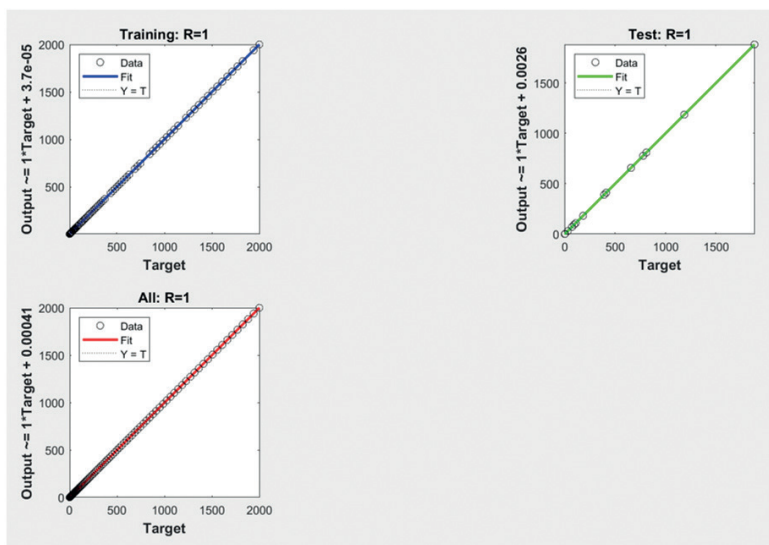 Training: R=1
Output ~= 1*Target + 3.7e-05
2000
1500
1000
500
Data
Fit
Y = T
500 1000 1500 2000
Target
Test: R=1
Output ~= 1*Target + 0.0026
1500
1000
500
0
Data
Fit
Y = T
0 500 1000 1500
Target
All: R=1
Output ~= 1*Target + 0.00041
2000
1500
1000
500
0
Data
Fit
Y = T
0 500 1000 1500 2000
Target